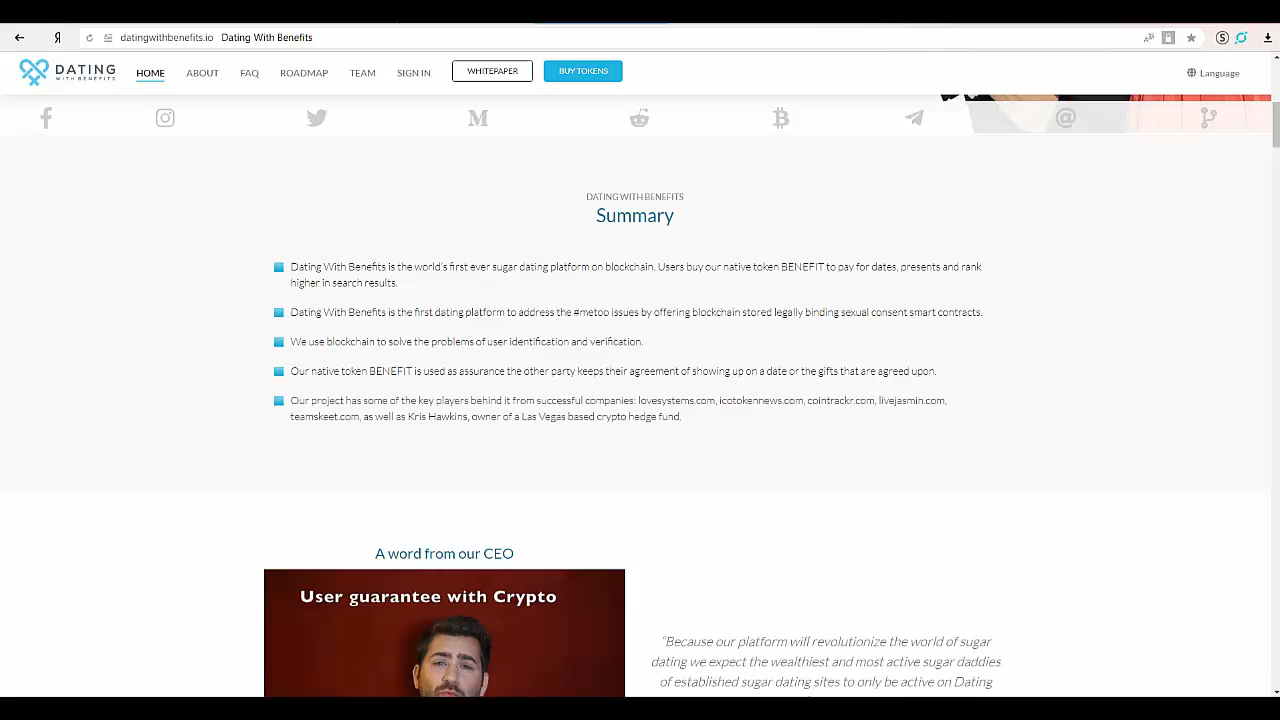 datingwithbenefits.io Dating With Benefits
DATING
WITH BENEFITS
HOME ABOUT FAQ ROADMAP TEAM SIGN IN WHITEPAPER BUY TOKENS Language
DATING WITH BENEFITS
Summary
Dating With Benefits is the world's first ever sugar dating platform on blockchain. Users buy our native token BENEFIT to pay for dates, presents and rank
higher in search results.
Dating With Benefits is the first dating platform to address the #metoo issues by offering blockchain stored legally binding sexual consent smart contracts.
We use blockchain to solve the problems of user identification and verification.
Our native token BENEFIT is used as assurance the other party keeps their agreement of showing up on a date or the gifts that are agreed upon.
Our project has some of the key players behind it from successful companies: lovesystems.com, icotokennews.com, cointrackr.com, livejasmin.com,
teamskeet.com, as well as Kris Hawkins, owner of a Las Vegas based crypto hedge fund.
A word from our CEO
User guarantee with Crypto
“Because our platform will revolutionize the world of sugar
dating we expect the wealthiest and most active sugar daddies
of established sugar dating sites to only be active on Dating